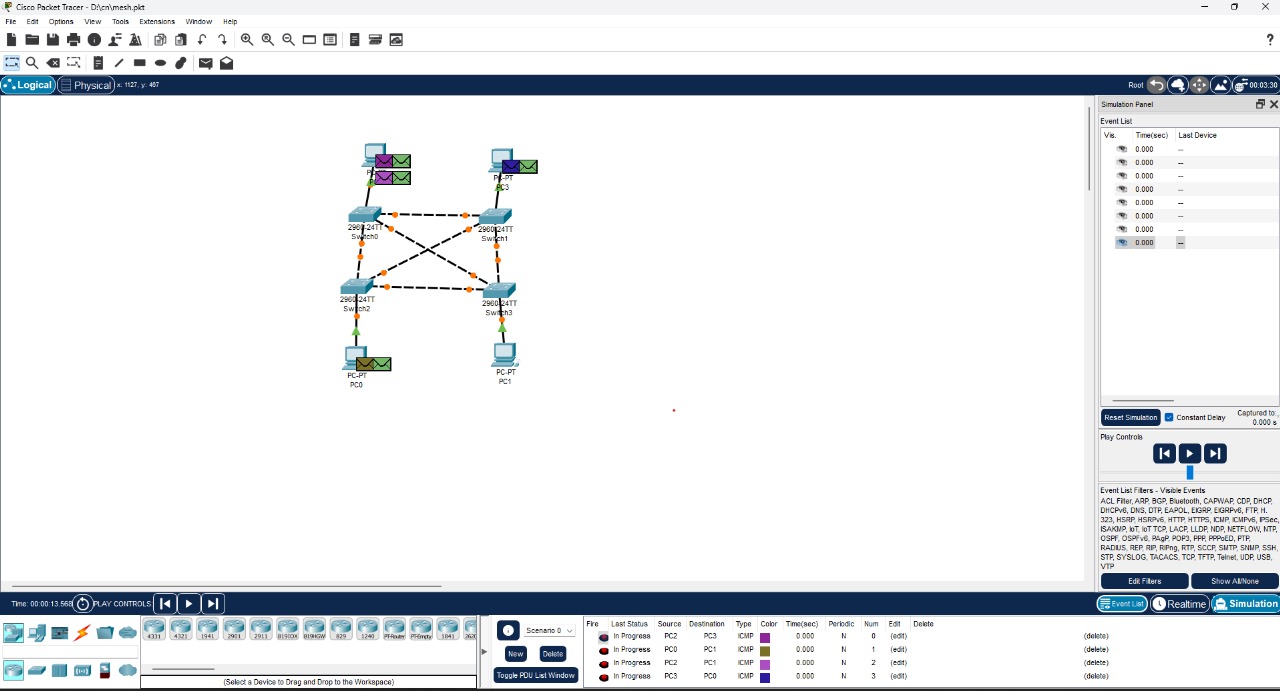 Cisco Packet Tracer - D:\cn\mesh.pkt
File Edit Options View Tools Extensions Window Help
Logical Physical x: 1127, y: 467 Root 00:03:30
Simulation Panel
Event List
Vis. Time(sec) Last Device
0.000 --
0.000 --
0.000 --
0.000 --
0.000 --
0.000 --
0.000 --
0.000 --
PC-PT
PC3
2960-24TT
Switch0
2960-24TT
Switch1
2960-24TT
Switch2
2960-24TT
Switch3
PC-PT
PC0
PC-PT
PC1
Reset Simulation Constant Delay Captured to:
0.000 s
Play Controls
Event List Filters - Visible Events
ACL Filter, ARP, BGP, Bluetooth, CAPWAP, CDP, DHCP,
DHCPv6, DNS, DTP, EAPOL, EIGRP, EIGRPv6, FTP, H.
323, HSRP, HSRPv6, HTTP, HTTPS, ICMP, ICMPv6, IPSec,
ISAKMP, IoT, IoT TCP, LACP, LLDP, NDP, NETFLOW, NTP,
OSPF, OSPFv6, PAgP, POP3, PPP, PPPoED, PTP,
RADIUS, REP, RIP, RIPng, RTP, SCCP, SMTP, SNMP, SSH,
STP, SYSLOG, TACACS, TCP, TFTP, Telnet, UDP, USB,
VTP
Edit Filters Show All/None
Time: 00:00:13.568 PLAY CONTROLS: Event List Realtime Simulation
4331 4321 1941 2901 2911 819IOX 819HGW 829 1240 PT-Router PT-Empty 1841
(Select a Device to Drag and Drop to the Workspace)
Scenario 0
New Delete
Toggle PDU List Window
Fire Last Status Source Destination Type Color Time(sec) Periodic Num Edit Delete
In Progress PC2 PC3 ICMP 0.000 N 0 (edit) (delete)
In Progress PC0 PC1 ICMP 0.000 N 1 (edit) (delete)
In Progress PC2 PC1 ICMP 0.000 N 2 (edit) (delete)
In Progress PC3 PC0 ICMP 0.000 N 3 (edit) (delete)